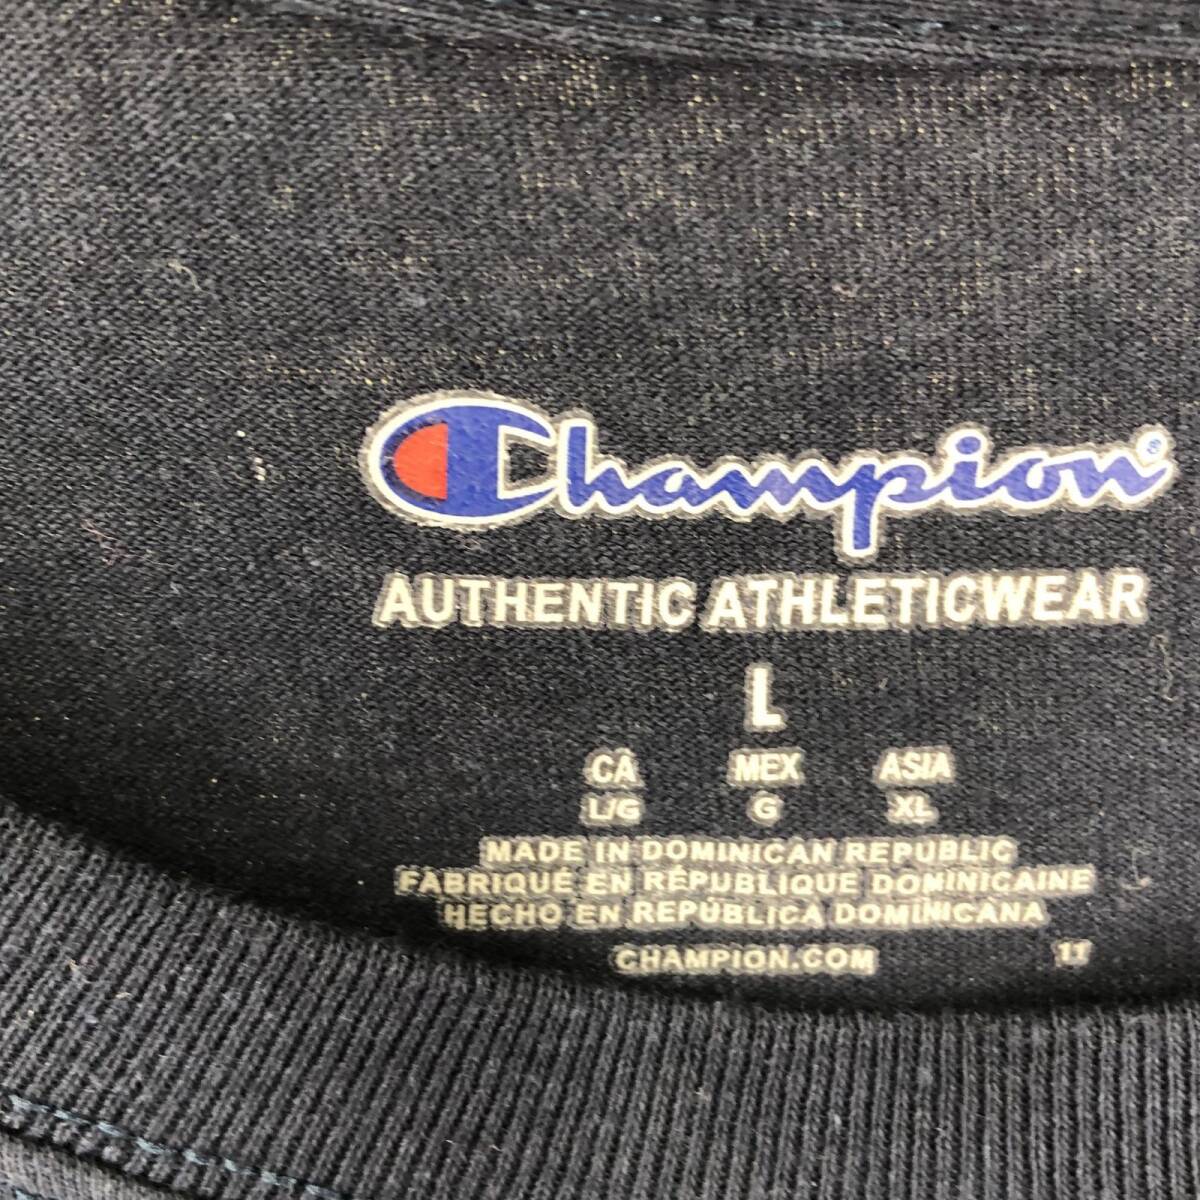 Champion®
AUTHENTIC ATHLETICWEAR
L
CA MEX ASIA
L/G G XL
MADE IN DOMINICAN REPUBLIC
FABRIQUÉ EN RÉPUBLIQUE DOMINICAINE
HECHO EN REPÚBLICA DOMINICANA
CHAMPION.COM